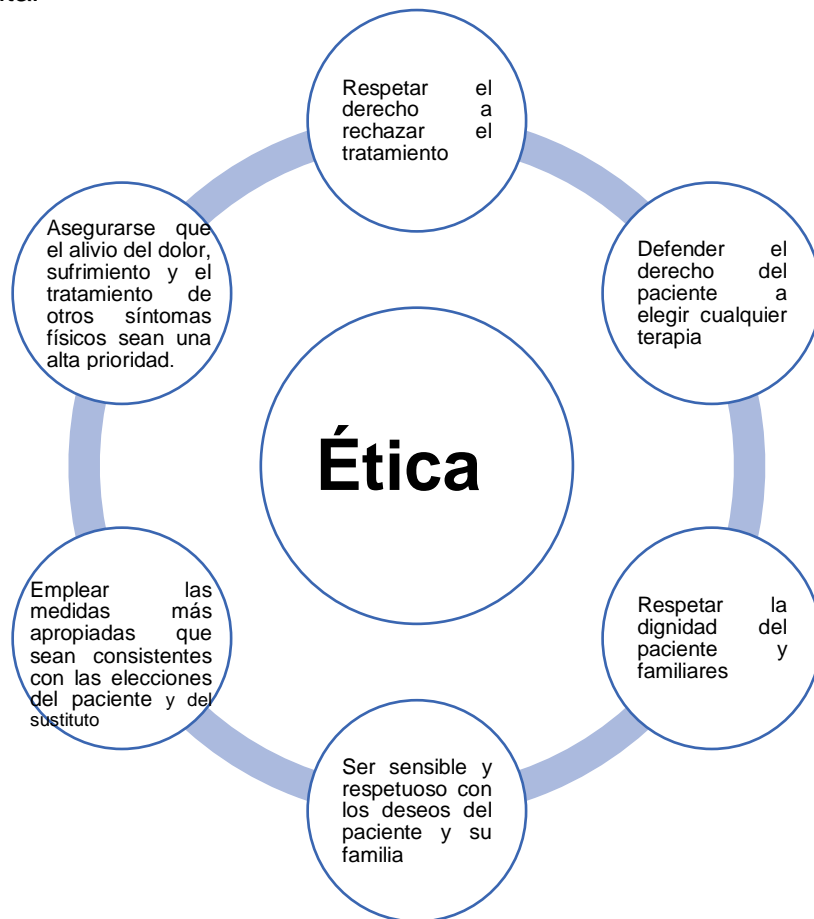 Respetar el
derecho a
rechazar el
tratamiento
Defender el
derecho del
paciente a
elegir cualquier
terapia
Respetar la
dignidad del
paciente y
familiares
Ser sensible y
respetuoso con
los deseos del
paciente y su
familia
Emplear las
medidas más
apropiadas que
sean consistentes
con las elecciones
del paciente y del
sustituto
Asegurarse que
el alivio del dolor,
sufrimiento y el
tratamiento de
otros síntomas
físicos sean una
alta prioridad.
Ética